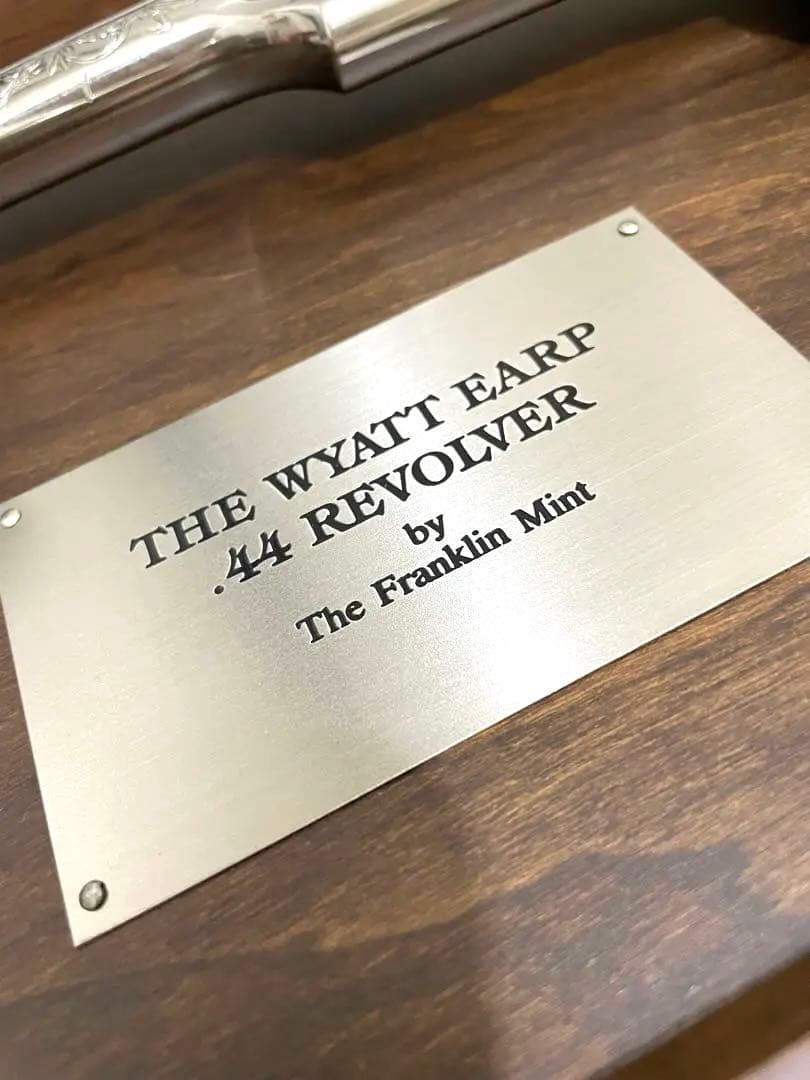 THE WYATT EARP
.44 REVOLVER
by
The Franklin Mint